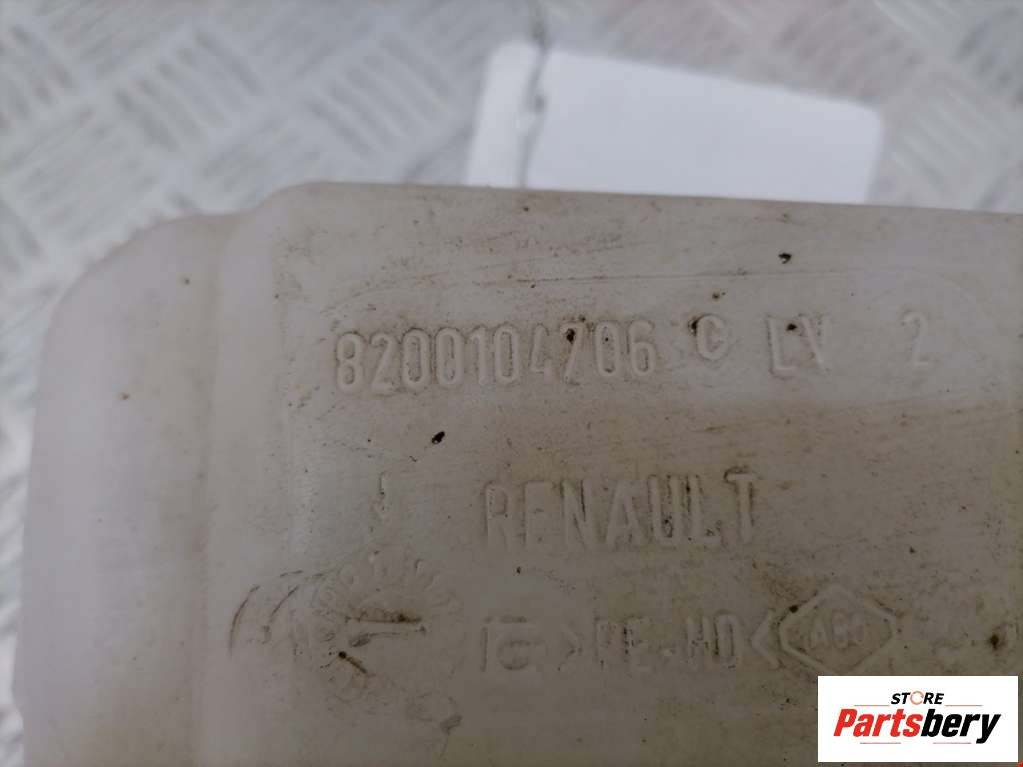 8200104706 C LV 2
RENAULT
>PE-HD<
STORE
Partsbery